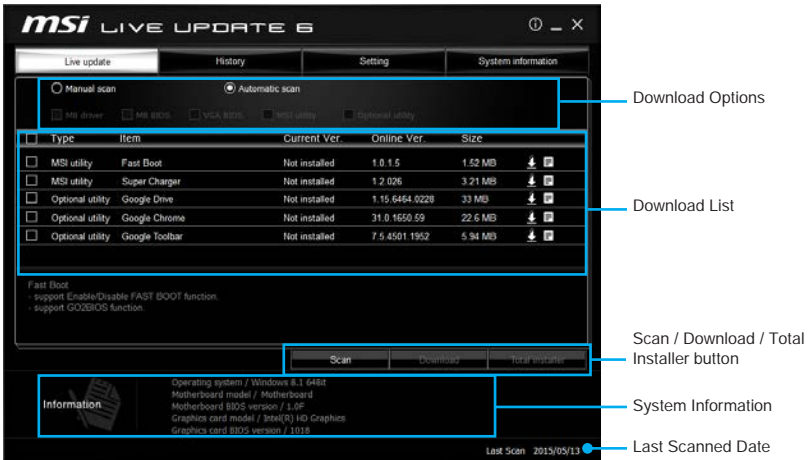 msi LIVE UPDATE 6
Live update History Setting System information
Manual scan Automatic scan
MB driver MB BIOS VGA BIOS MSI utility Optional utility
Download Options
Type Item Current Ver. Online Ver. Size
MSI utility Fast Boot Not installed 1.0.1.5 1.52 MB
MSI utility Super Charger Not installed 1.2.026 3.21 MB
Optional utility Google Drive Not installed 1.15.6464.0228 33 MB
Download List
Optional utility Google Chrome Not installed 31.0.1650.59 22.6 MB
Optional utility Google Toolbar Not installed 7.5.4501.1952 5.94 MB
Fast Boot
- support Enable/Disable FAST BOOT function.
- support GO2BIOS function.
Scan Download Total Installer
Scan / Download / Total
Installer button
Information
Operating system / Windows 8.1 64Bit
Motherboard model / Motherboard
Motherboard BIOS version / 1.0F
Graphics card model / Intel(R) HD Graphics
Graphics card BIOS version / 1018
System Information
Last Scan 2015/05/13
Last Scanned Date